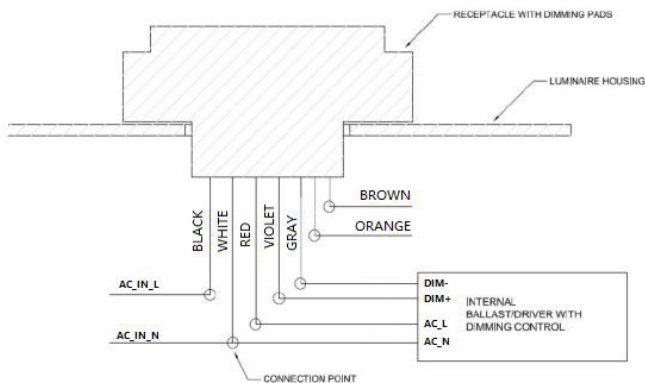 RECEPTACLE WITH DIMMING PADS
LUMINAIRE HOUSING
BLACK
WHITE
RED
VIOLET
GRAY
BROWN
ORANGE
AC_IN_L
AC_IN_N
DIM-
DIM+
AC_L
AC_N
INTERNAL
BALLAST/DRIVER WITH
DIMMING CONTROL
CONNECTION POINT